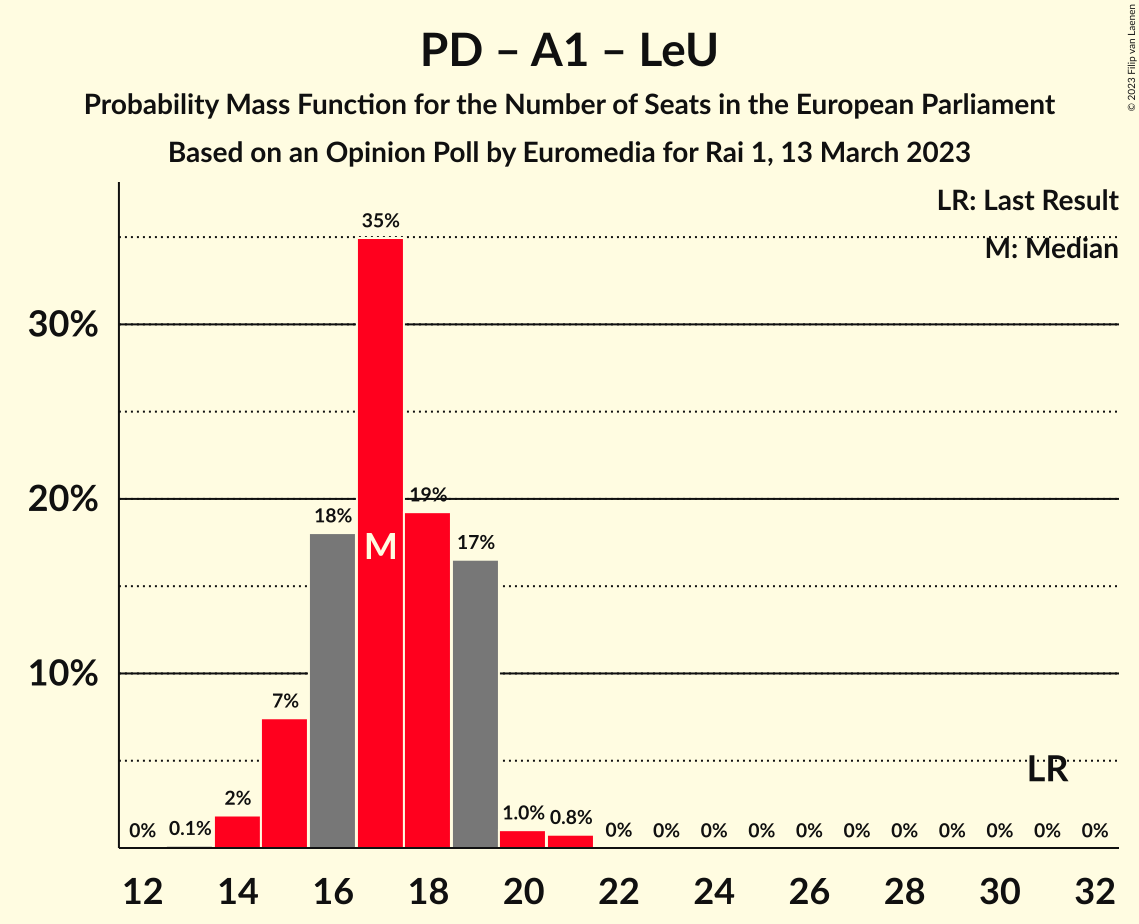 PD – A1 – LeU
Probability Mass Function for the Number of Seats in the European Parliament
Based on an Opinion Poll by Euromedia for Rai 1, 13 March 2023
© 2023 Filip van Laenen
LR: Last Result
M: Median
30%
20%
10%
0%
0.1%
2%
7%
18%
35%
M
19%
17%
1.0%
0.8%
0%
0%
0%
0%
0%
0%
0%
0%
0%
0%
0%
LR
12 14 16 18 20 22 24 26 28 30 32